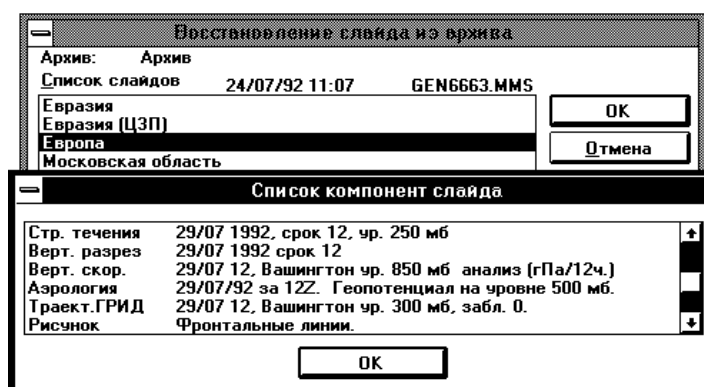 Восстановление слайда из архива
Архив: Архив
Список слайдов 24/07/92 11:07 GEN6663.MMS
Евразия
Евразия (ЦЗП)
Европа
Московская область
OK
Отмена
Список компонент слайда
Стр. течения 29/07 1992, срок 12, ур. 250 мб
Верт. разрез 29/07 1992 срок 12
Верт. скор. 29/07 12, Вашингтон ур. 850 мб анализ (гПа/12ч.)
Аэрология 29/07/92 за 12Z. Геопотенциал на уровне 500 мб.
Траект.ГРИД 29/07 12, Вашингтон ур. 300 мб, забл. 0.
Рисунок Фронтальные линии.
OK